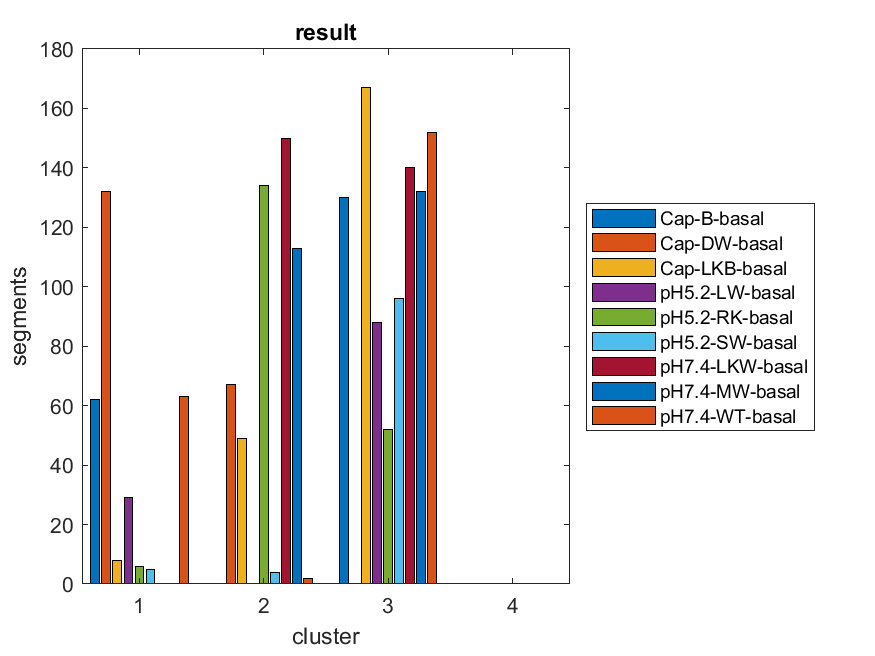 result
180
160
140
120
100
80
60
40
20
0
segments
1 2 3 4
cluster
Cap-B-basal
Cap-DW-basal
Cap-LKB-basal
pH5.2-LW-basal
pH5.2-RK-basal
pH5.2-SW-basal
pH7.4-LKW-basal
pH7.4-MW-basal
pH7.4-WT-basal